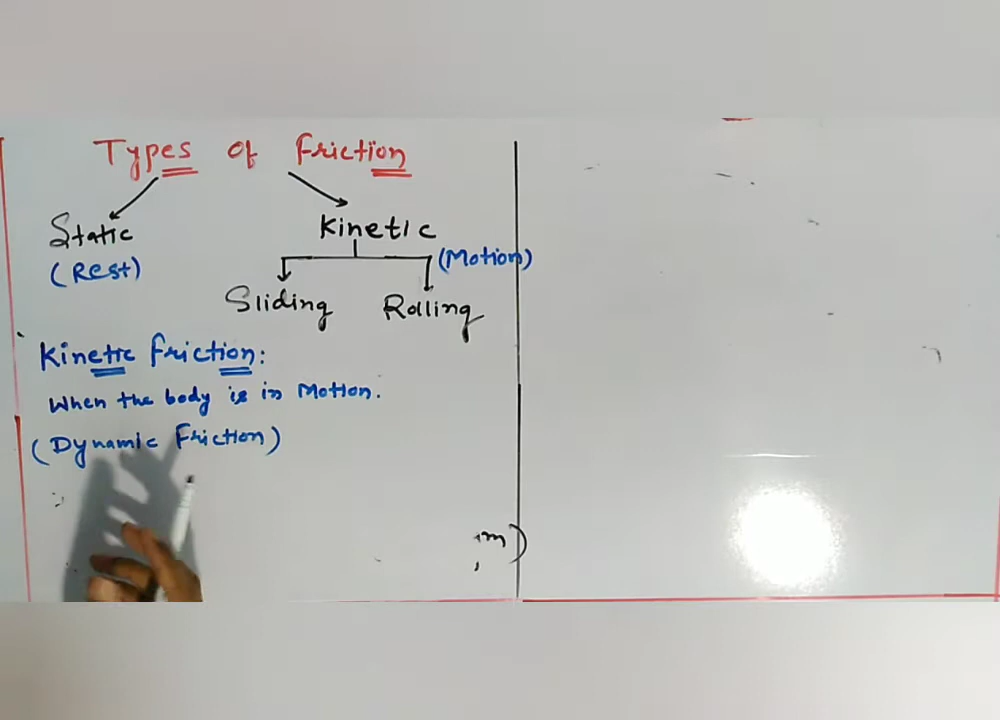 Types of Friction
Static Kinetic
(Rest) (Motion)
Sliding Rolling
Kinetic Friction:
When the body is in Motion.
(Dynamic Friction)